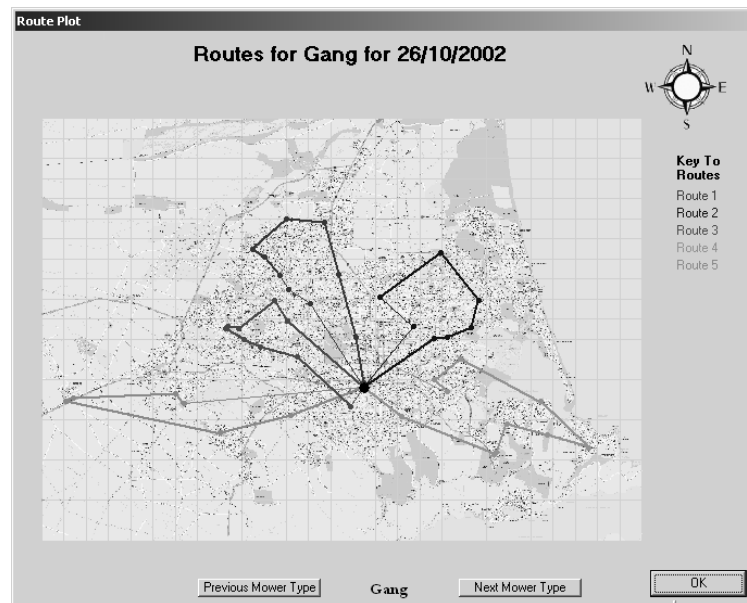 Route Plot
Routes for Gang for 26/10/2002
N
W E
S
Key To
Routes
Route 1
Route 2
Route 3
Route 4
Route 5
Previous Mower Type
Gang
Next Mower Type
OK